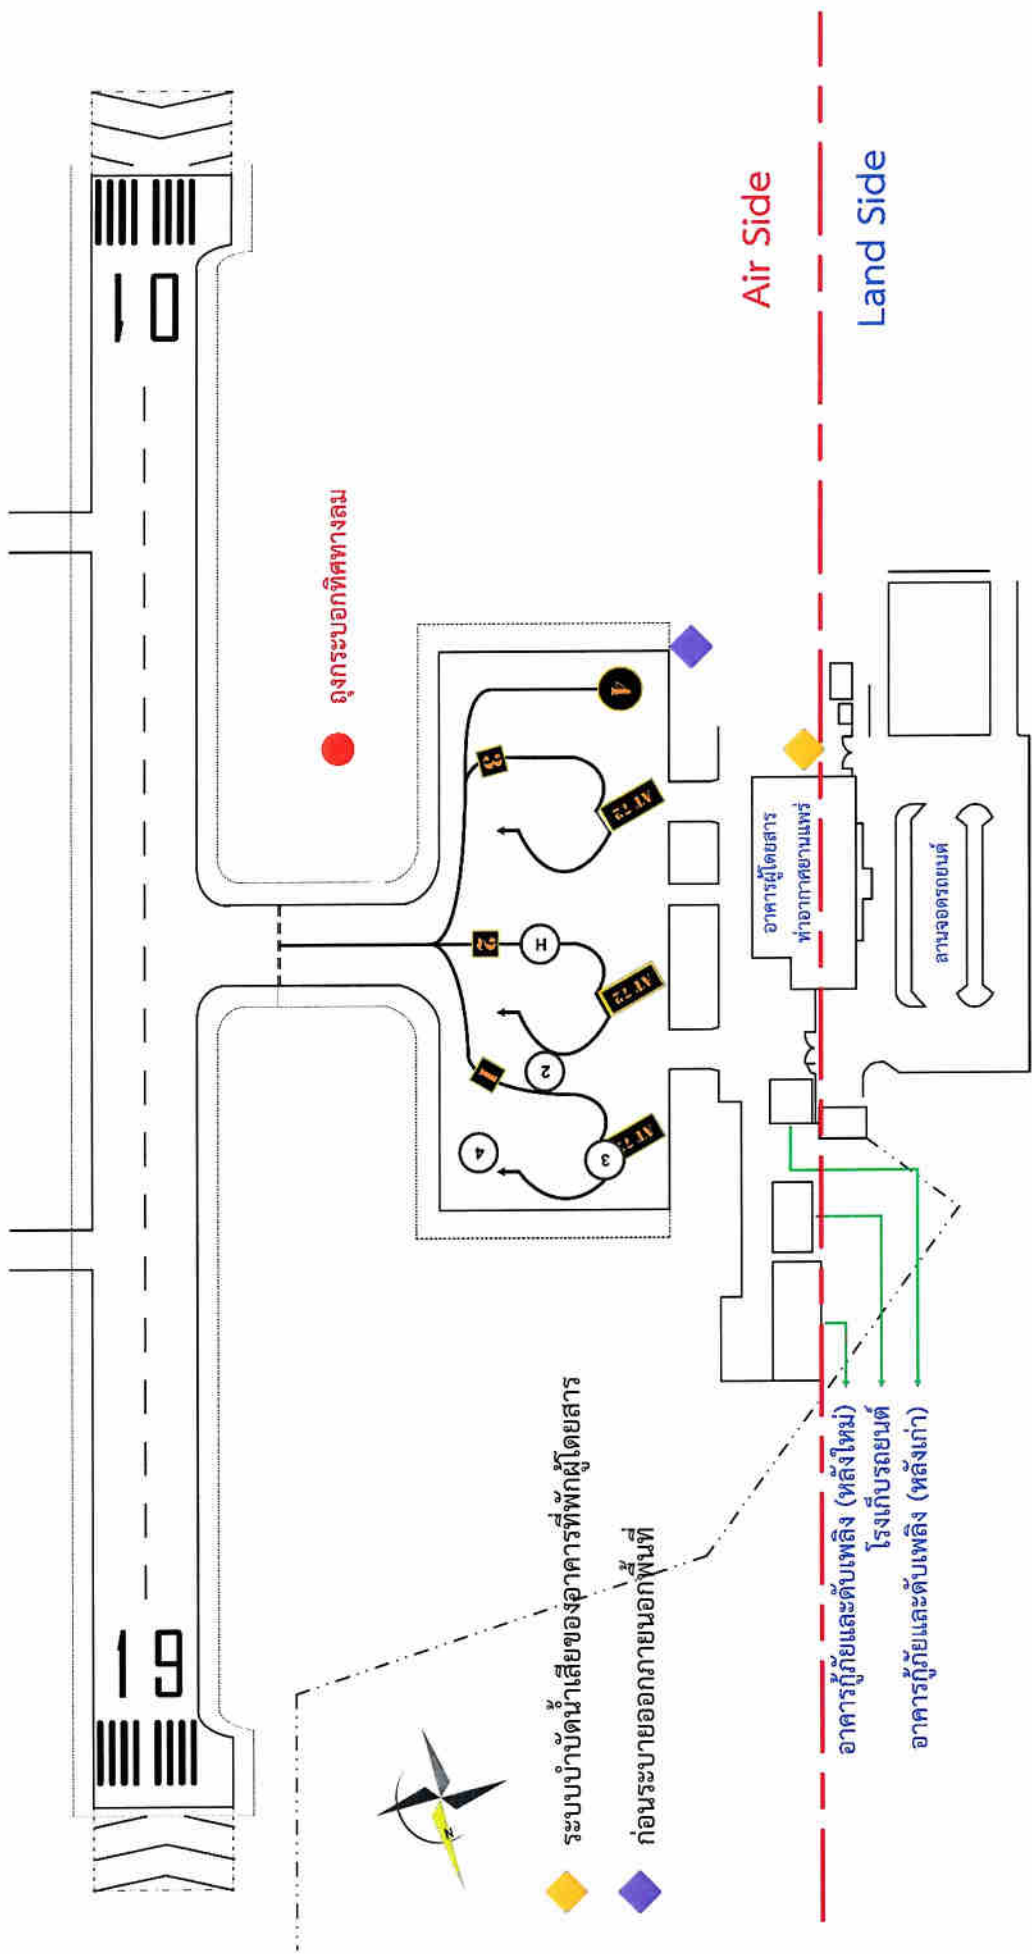 01
19
ถุงกระบอกทิศทางลม
Air Side
Land Side
1
2
3
4
AT 72
AT 72
AT 7
H
2
3
4
อาคารผู้โดยสาร
ท่าอากาศยานแพร่
ลานจอดรถยนต์
N
ระบบบำบัดน้ำเสียของอาคารที่พักผู้โดยสาร
ก่อนระบายออกภายนอกพื้นที่
อาคารกู้ภัยและดับเพลิง (หลังใหม่)
โรงเก็บรถยนต์
อาคารกู้ภัยและดับเพลิง (หลังเก่า)